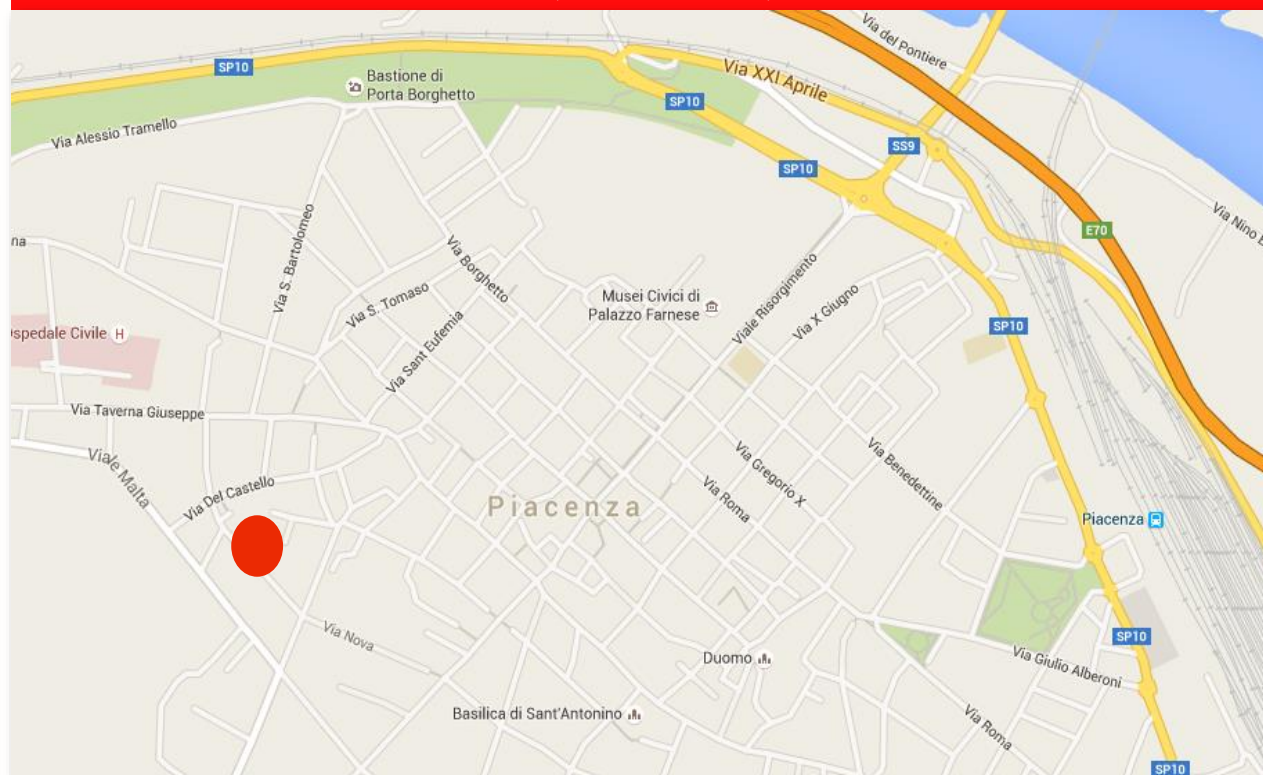 Via del Pontiere
SP10
Via XXI Aprile
Bastione di
Porta Borghetto
SP10
Via Alessio Tramello
SS9
SP10
Via Nino
E70
na
Via S. Bartolomeo
Via Borghetto
Via S. Tomaso
Musei Civici di
Palazzo Farnese
Viale Risorgimento
Via X Giugno
SP10
spedale Civile H
Via Sant Eufemia
Via Taverna Giuseppe
Viale Malta
Via Del Castello
Via Benedettine
Via Gregorio X
Via Roma
Piacenza
Piacenza
Via Nova
SP10
Duomo
Via Giulio Alberoni
Basilica di Sant'Antonino
Via Roma
SP10